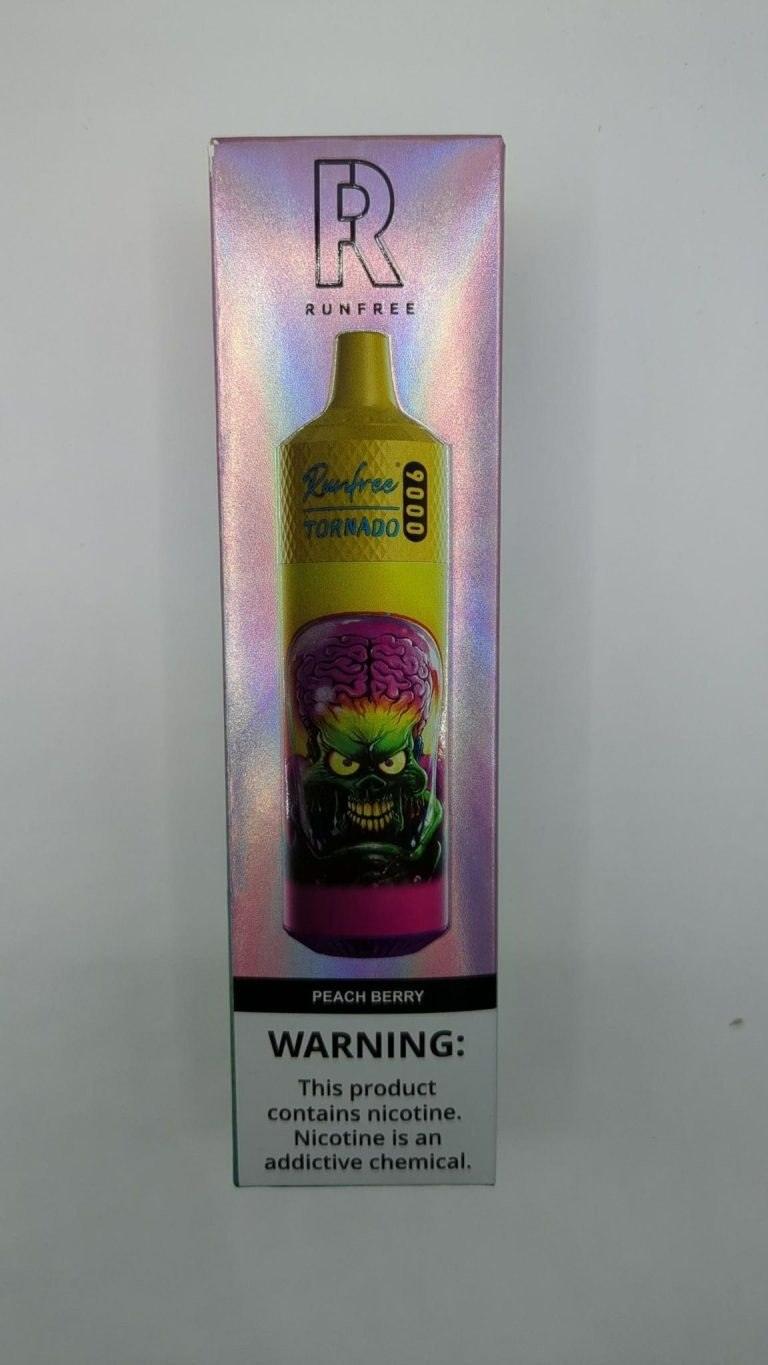 R
RUNFREE
Runfree
TORNADO
9000
PEACH BERRY
WARNING:
This product
contains nicotine.
Nicotine is an
addictive chemical.